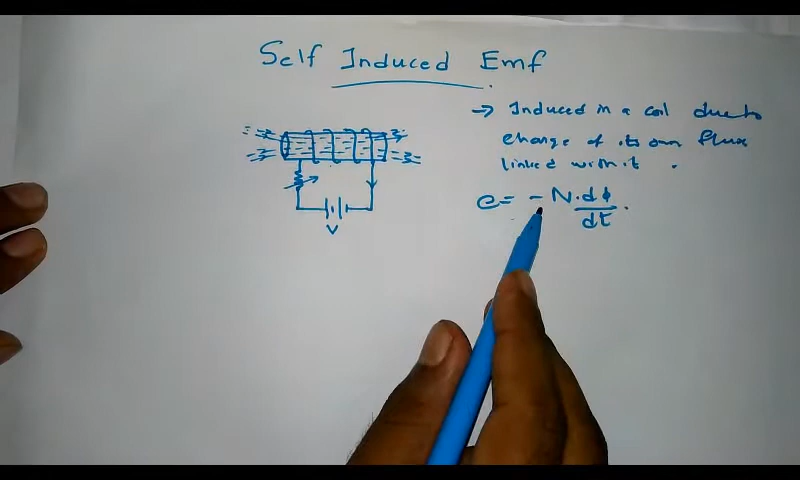 Self Induced Emf
→ Induced in a coil due to
change of its own flux
linked with it.
e = - N. dϕ/dt.
V